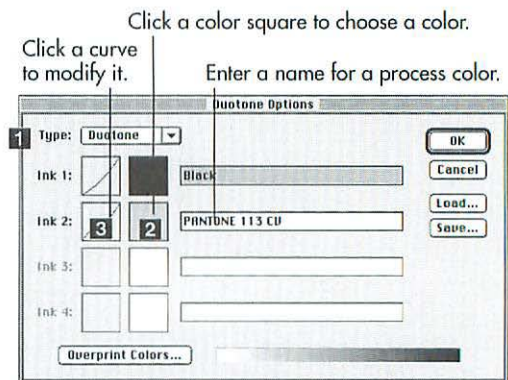 Click a color square to choose a color.
Click a curve
to modify it.
Enter a name for a process color.
Duotone Options
1 Type: Duotone
OK
Ink 1: Black
Cancel
Ink 2: 3 2 PANTONE 113 CV
Load...
Save...
Ink 3:
Ink 4:
Overprint Colors...